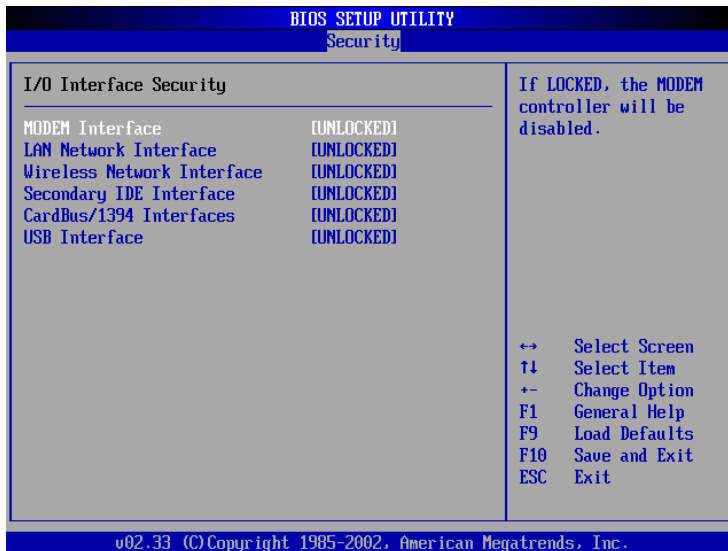 BIOS SETUP UTILITY
Security
I/O Interface Security
MODEM Interface [UNLOCKED]
LAN Network Interface [UNLOCKED]
Wireless Network Interface [UNLOCKED]
Secondary IDE Interface [UNLOCKED]
CardBus/1394 Interfaces [UNLOCKED]
USB Interface [UNLOCKED]
If LOCKED, the MODEM
controller will be
disabled.
↔ Select Screen
↑↓ Select Item
+- Change Option
F1 General Help
F9 Load Defaults
F10 Save and Exit
ESC Exit
v02.33 (C)Copyright 1985-2002, American Megatrends, Inc.